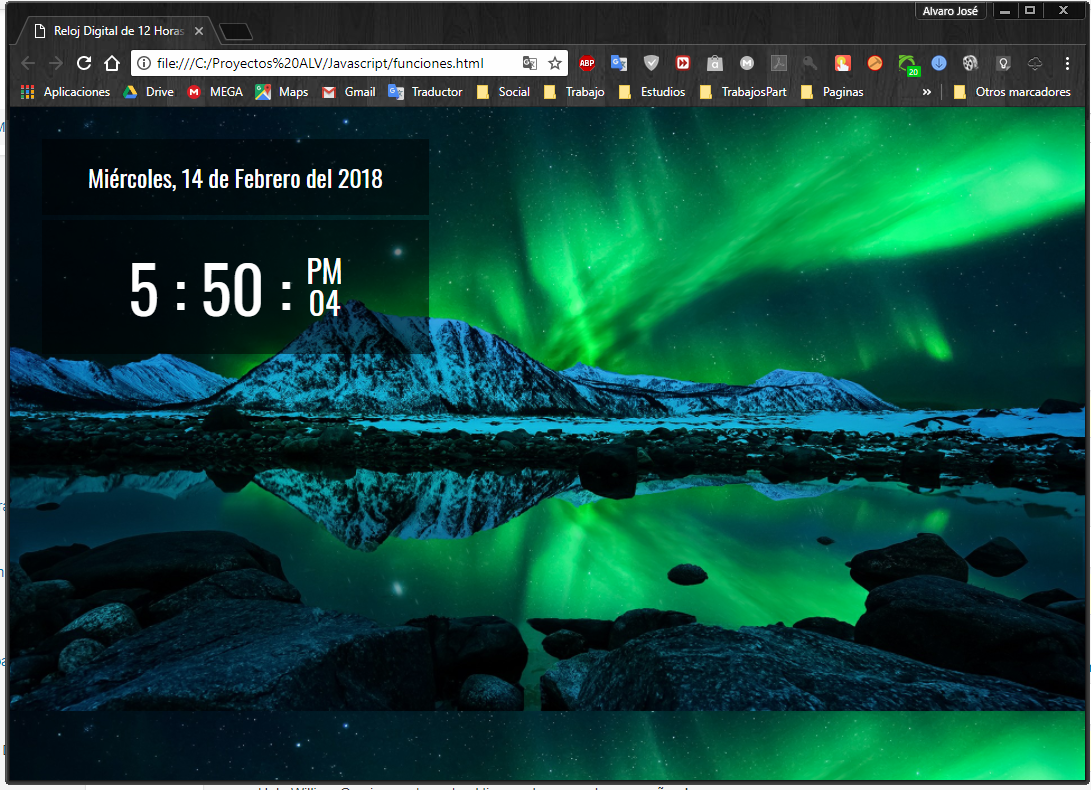 Alvaro José
Reloj Digital de 12 Horas
file:///C:/Proyectos%20ALV/Javascript/funciones.html
ABP
20
Aplicaciones Drive MEGA Maps Gmail Traductor Social Trabajo Estudios TrabajosPart Paginas » Otros marcadores
Miércoles, 14 de Febrero del 2018
5 : 50 : PM
04